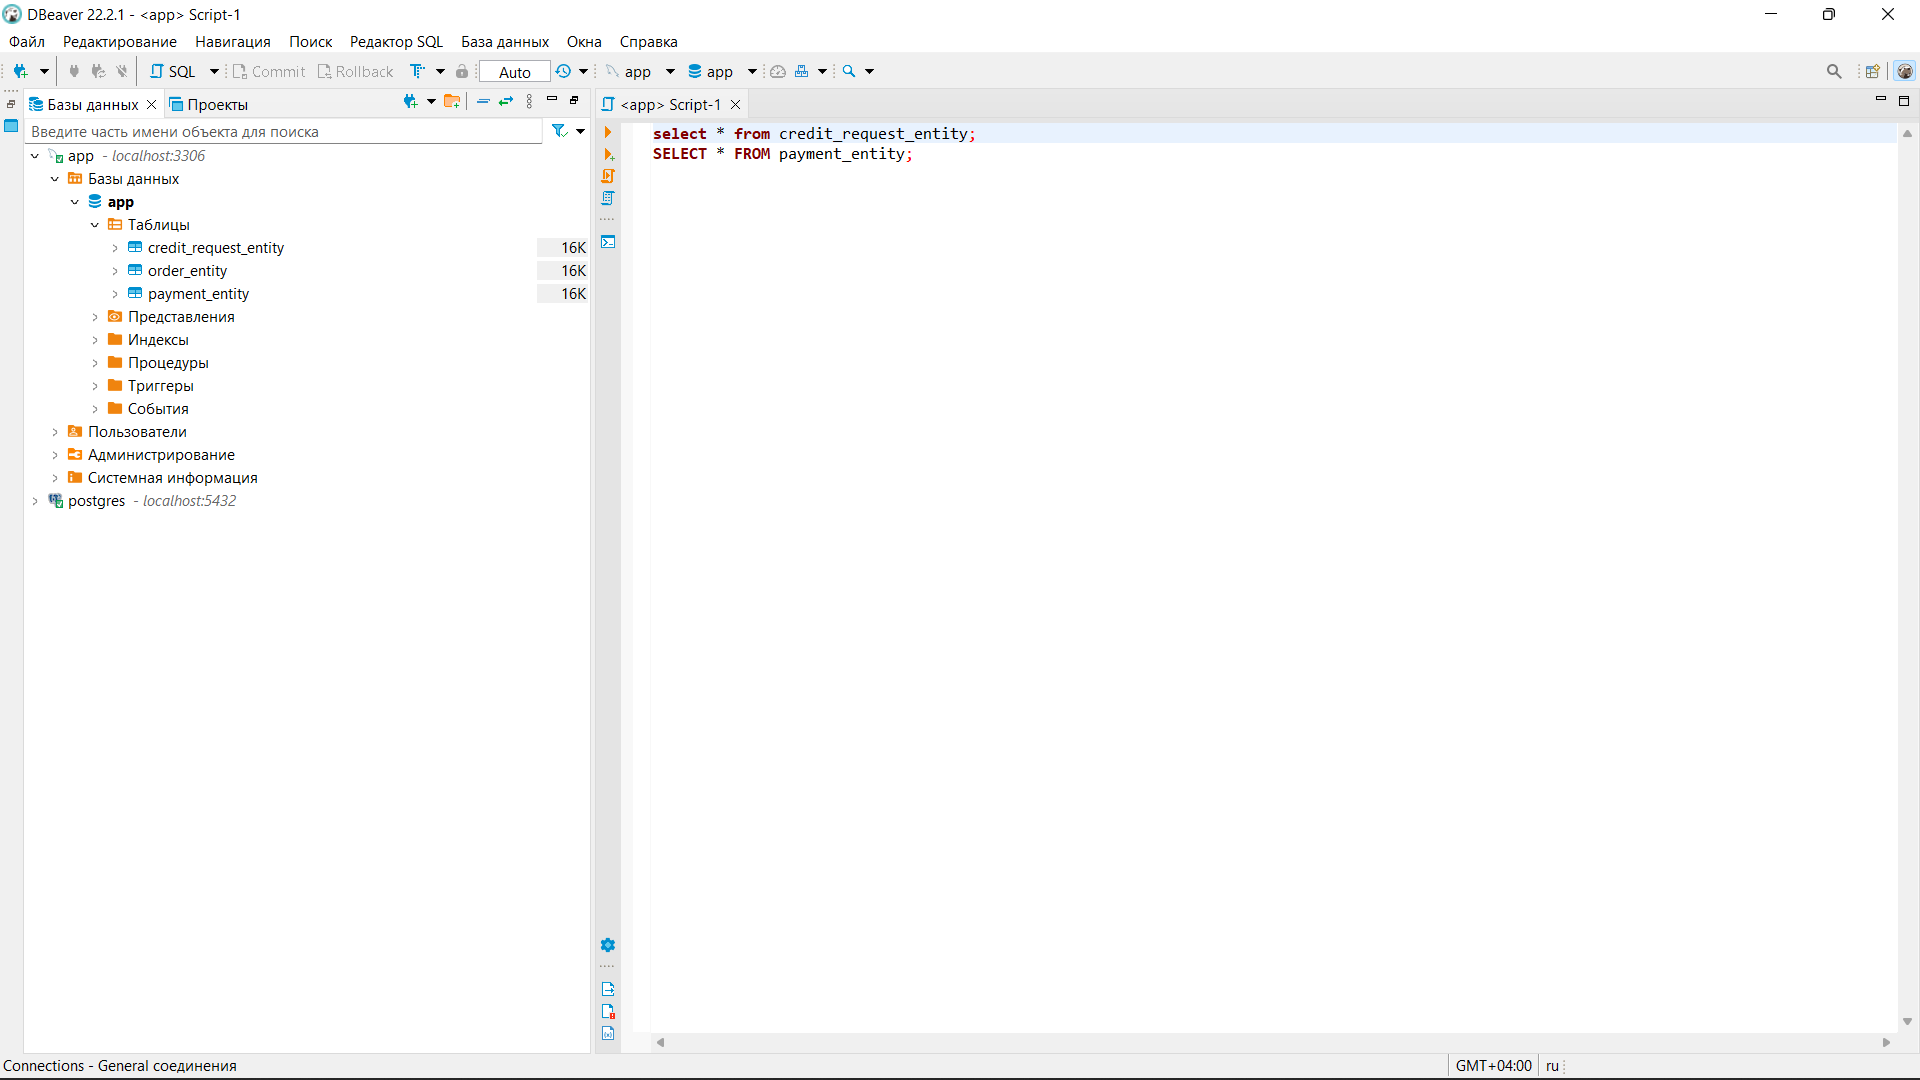 DBeaver 22.2.1 - <app> Script-1
Файл Редактирование Навигация Поиск Редактор SQL База данных Окна Справка
SQL Commit Rollback Auto app app
Базы данных Проекты
<app> Script-1
Введите часть имени объекта для поиска
app - localhost:3306
Базы данных
app
Таблицы
credit_request_entity 16K
order_entity 16K
payment_entity 16K
Представления
Индексы
Процедуры
Триггеры
События
Пользователи
Администрирование
Системная информация
postgres - localhost:5432
select * from credit_request_entity;
SELECT * FROM payment_entity;
Connections - General соединения
GMT+04:00 ru